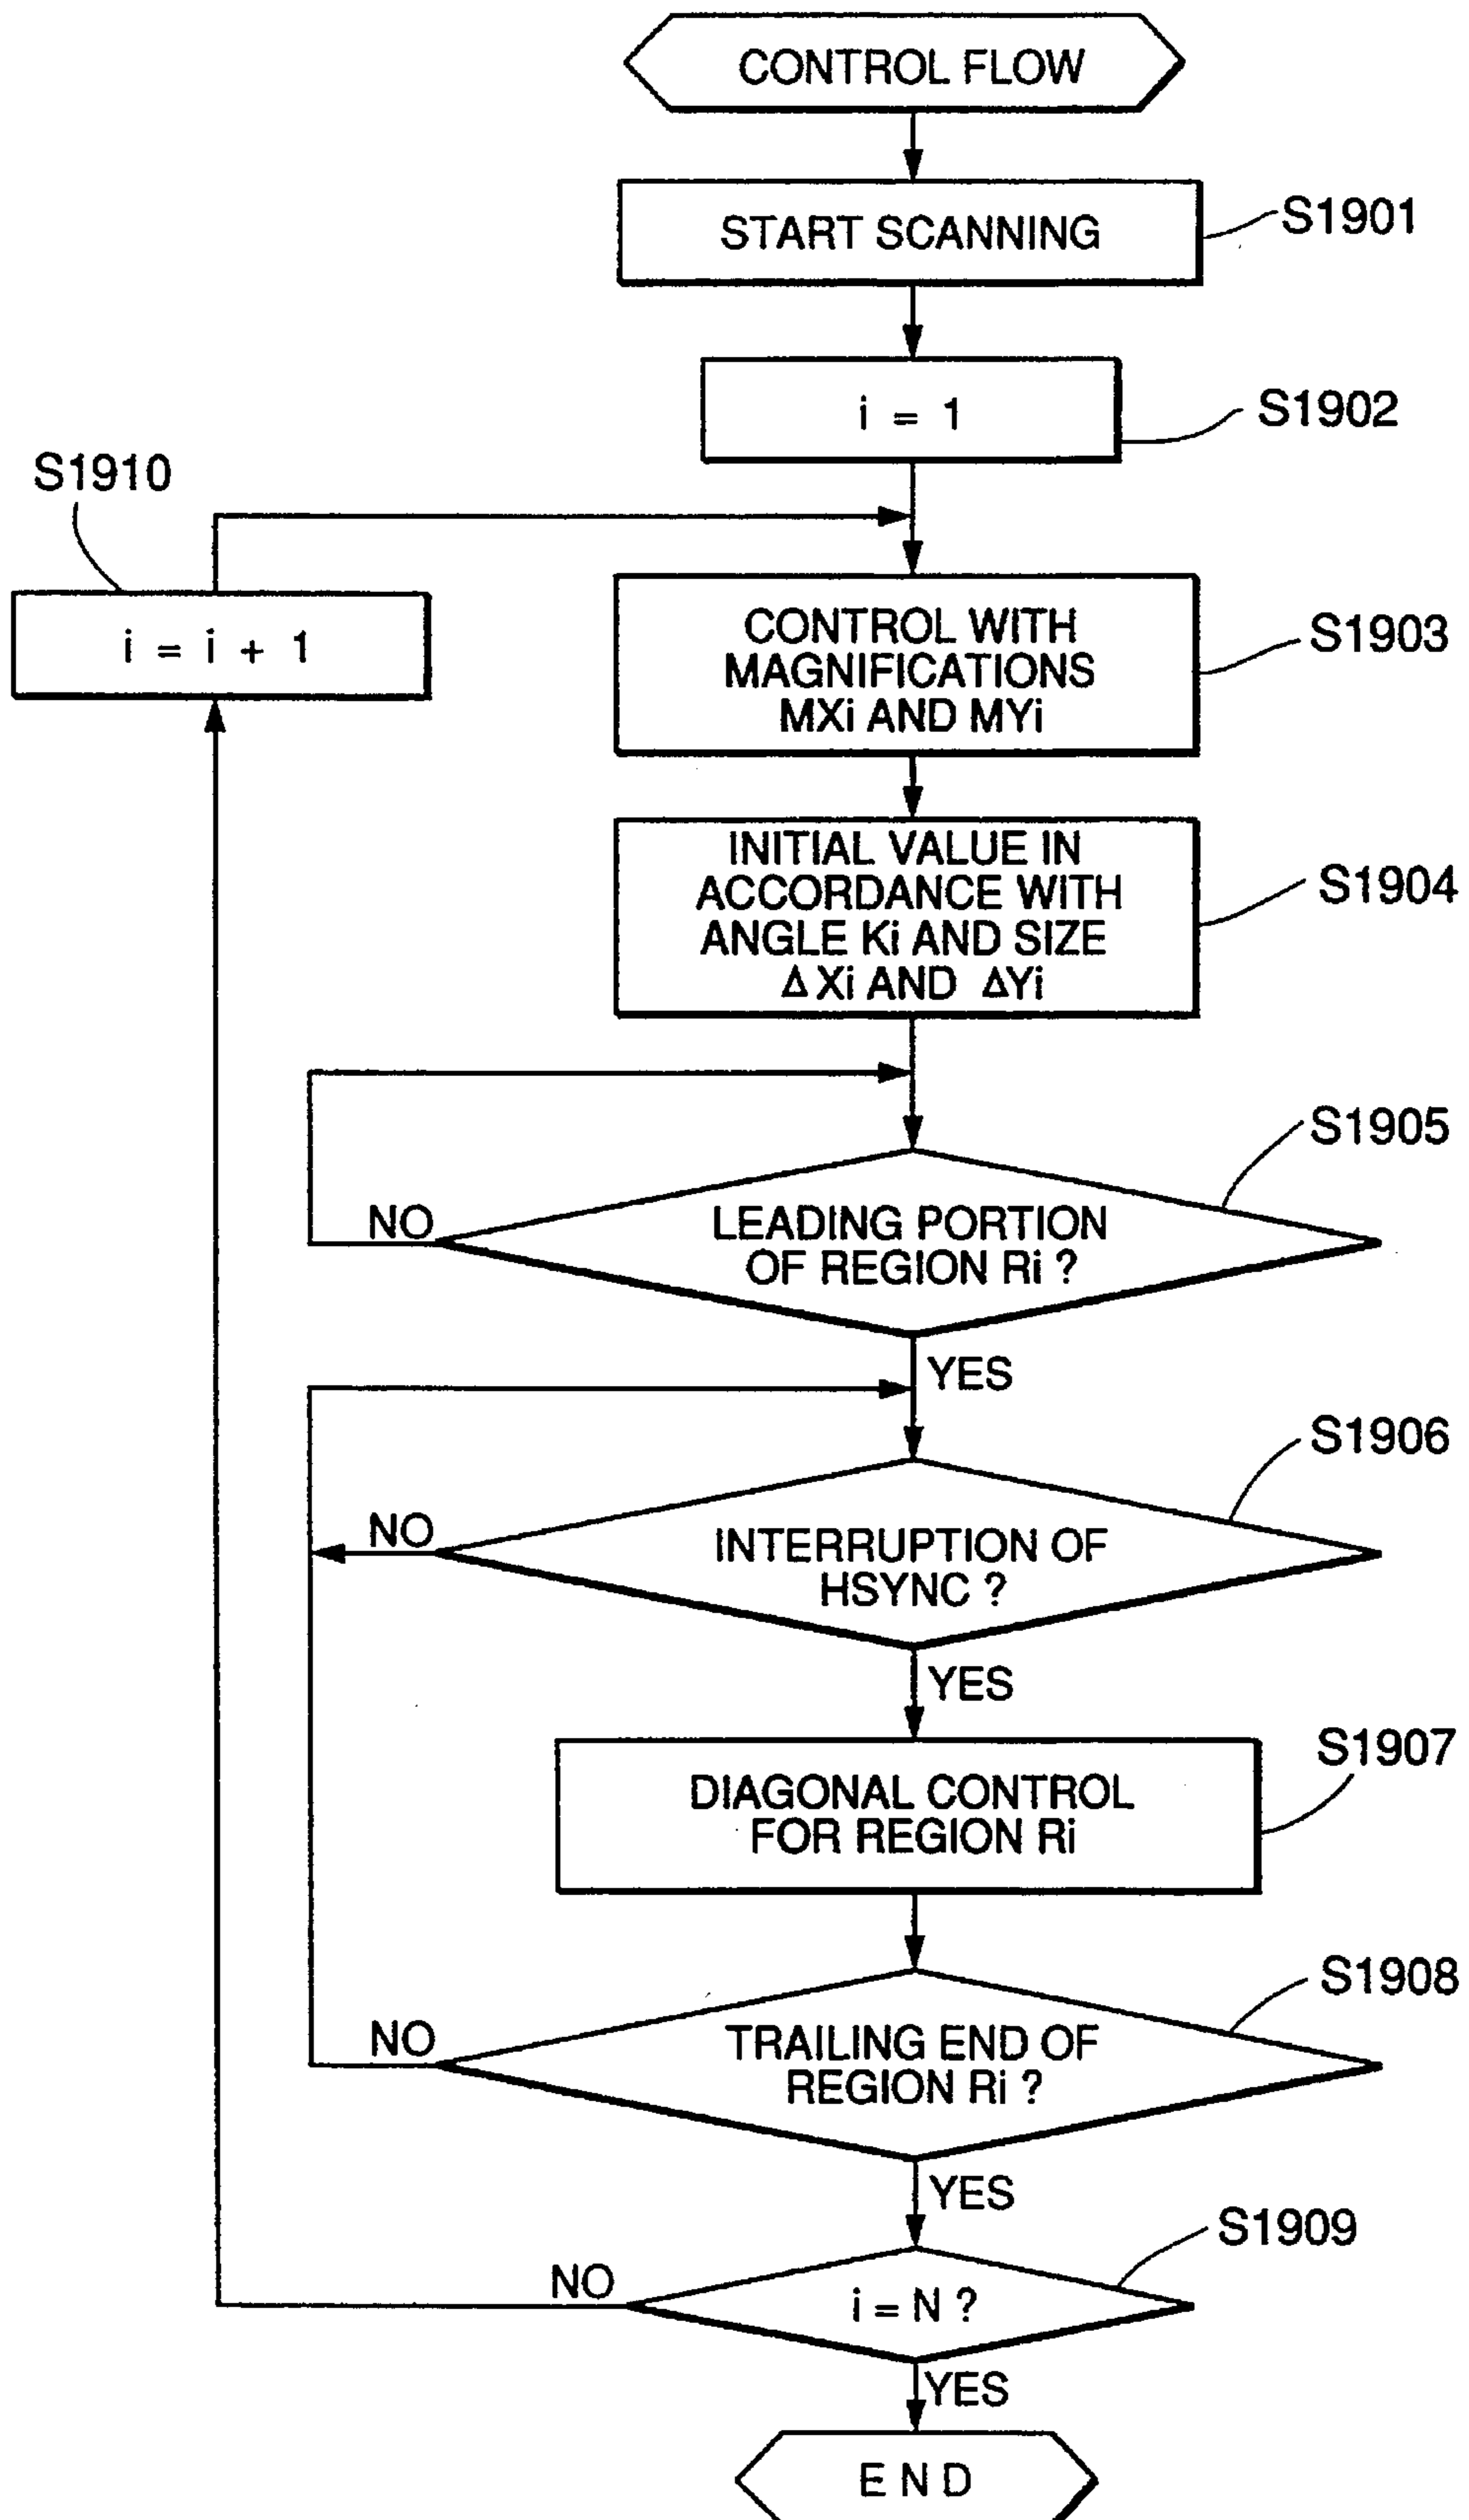 CONTROL FLOW
START SCANNING
S1901
i = 1
S1902
S1910
i = i + 1
CONTROL WITH
MAGNIFICATIONS
MXi AND MYi
S1903
INITIAL VALUE IN
ACCORDANCE WITH
ANGLE Ki AND SIZE
ΔXi AND ΔYi
S1904
S1905
NO
LEADING PORTION
OF REGION Ri ?
YES
S1906
NO
INTERRUPTION OF
HSYNC ?
YES
S1907
DIAGONAL CONTROL
FOR REGION Ri
S1908
NO
TRAILING END OF
REGION Ri ?
YES
S1909
NO
i = N ?
YES
END